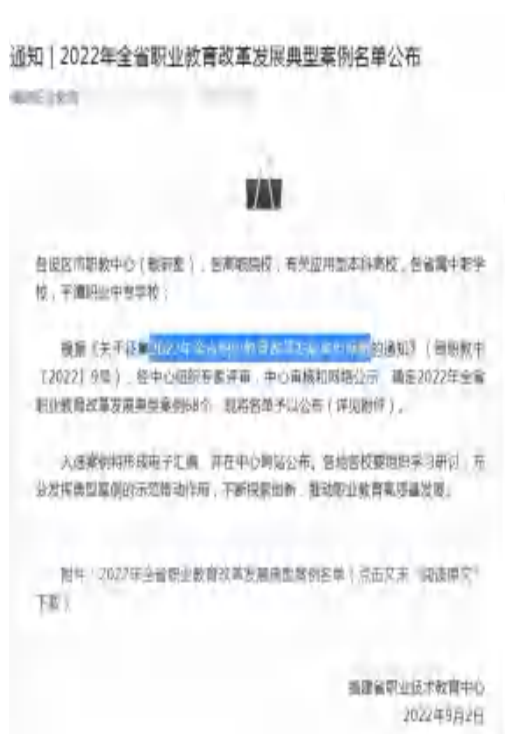 通知 | 2022年全省职业教育改革发展典型案例名单公布
各设区市职教中心（教研室），各高职院校，有关应用型本科高校，各省属中职学
校，平潭职业中专学校：
根据《关于征集2022年全省职业教育改革发展典型案例的通知》（闽职教中
〔2022〕9号），经中心组织专家评审、中心审核和网络公示，确定2022年全省
职业教育改革发展典型案例68个，现将名单予以公布（详见附件）。
入选案例将形成电子汇编，并在中心网站公布。各地各校要组织学习研讨，充
分发挥典型案例的示范带动作用，不断探索创新，推动职业教育高质量发展。
附件：2022年全省职业教育改革发展典型案例名单（点击文末“阅读原文”
下载）
福建省职业技术教育中心
2022年9月2日